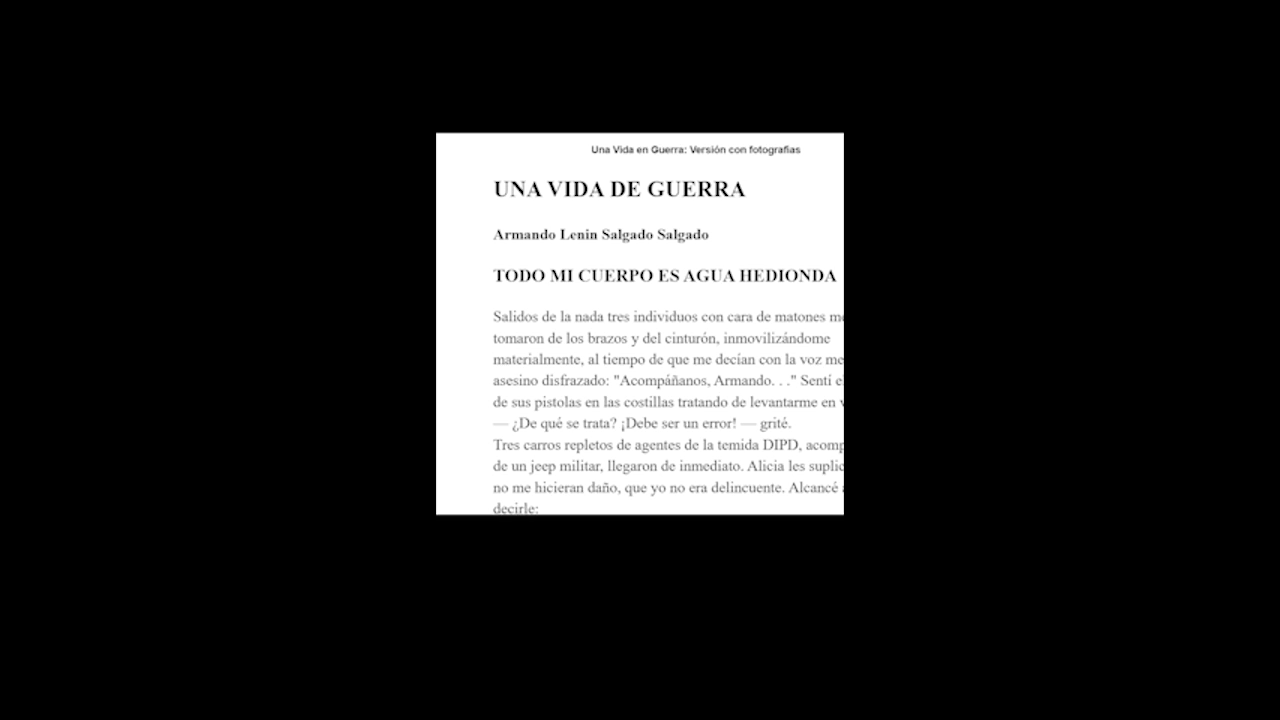 Una Vida en Guerra: Versión con fotografias
UNA VIDA DE GUERRA
Armando Lenin Salgado Salgado
TODO MI CUERPO ES AGUA HEDIONDA
Salidos de la nada tres individuos con cara de matones
tomaron de los brazos y del cinturón, inmovilizándome
materialmente, al tiempo de que me decían con la voz
asesino disfrazado: "Acompáñanos, Armando. . ." Sentí
de sus pistolas en las costillas tratando de levantarme en
— ¿De qué se trata? ¡Debe ser un error! — grité.
Tres carros repletos de agentes de la temida DIPD,
de un jeep militar, llegaron de inmediato. Alicia les
no me hicieran daño, que yo no era delincuente. Alcancé
decirle: